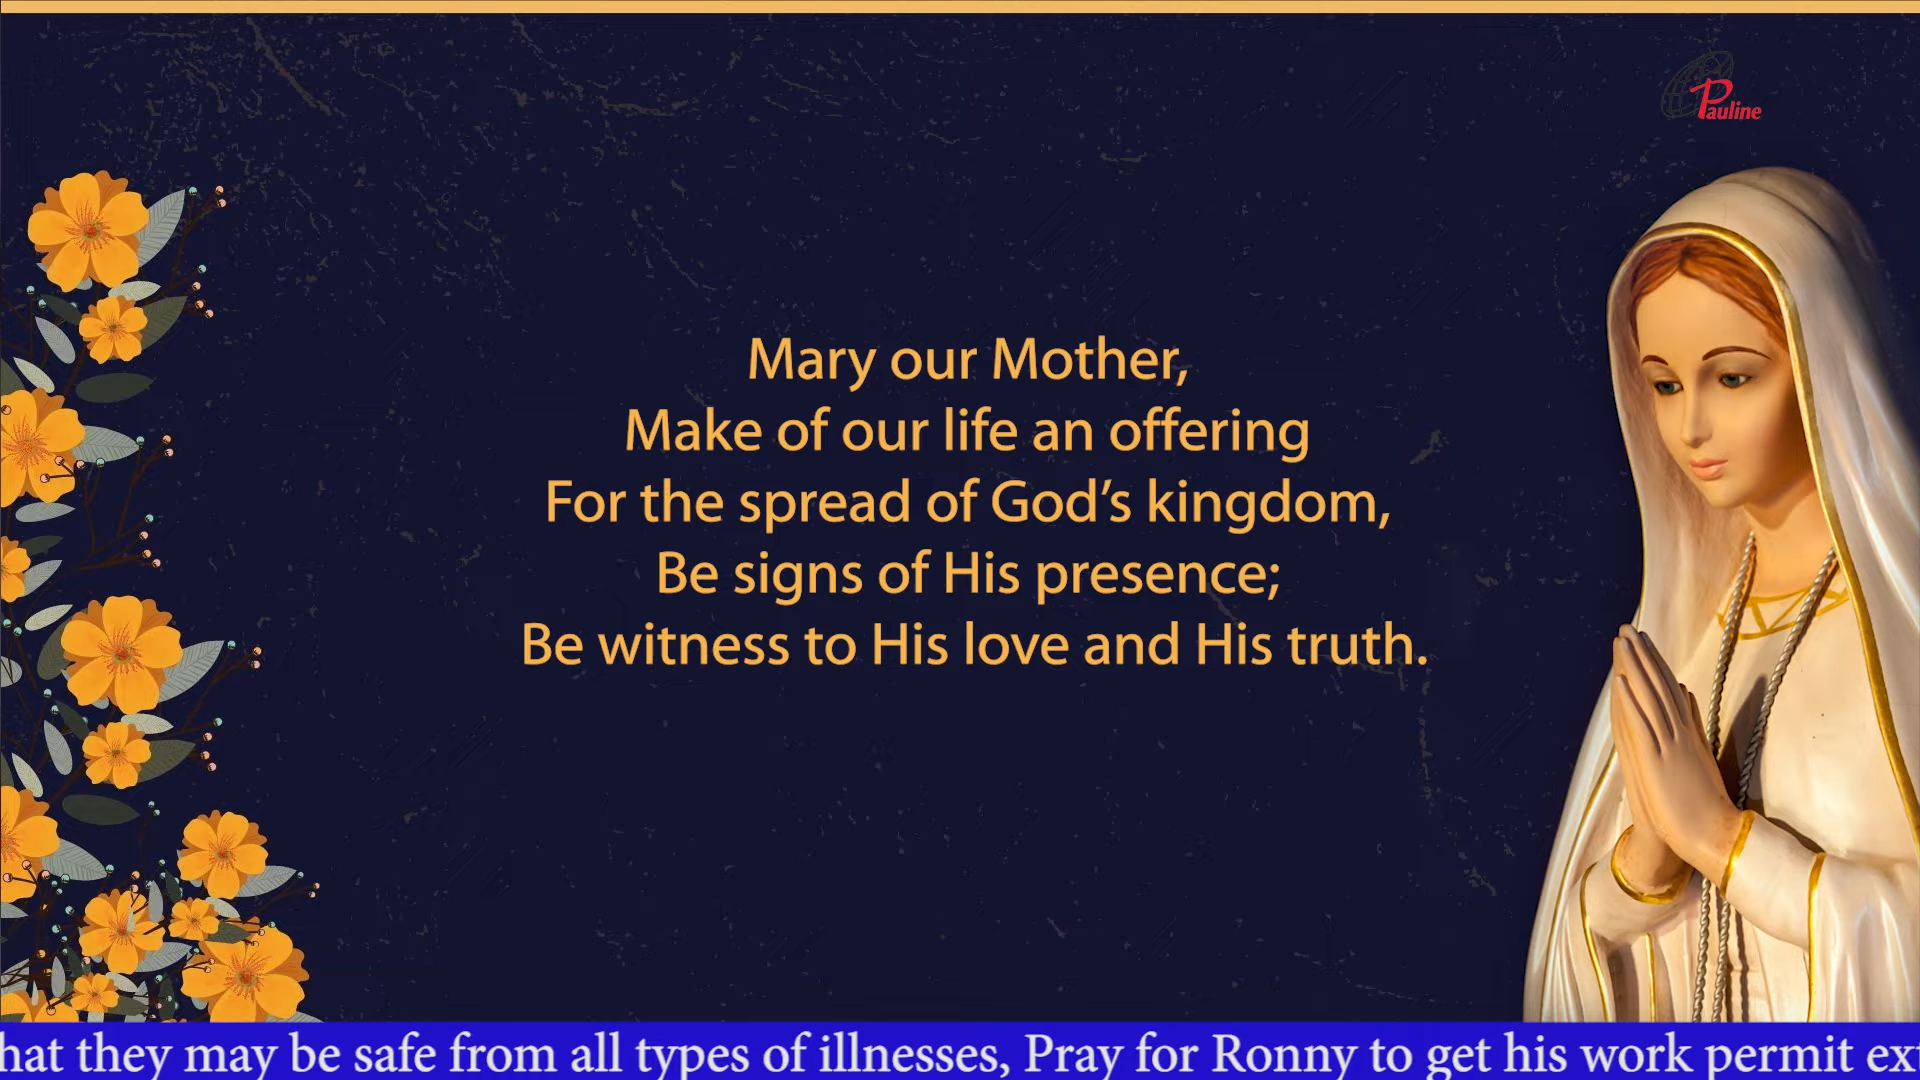 Pauline
Mary our Mother,
Make of our life an offering
For the spread of God’s kingdom,
Be signs of His presence;
Be witness to His love and His truth.
hat they may be safe from all types of illnesses, Pray for Ronny to get his work permit ext